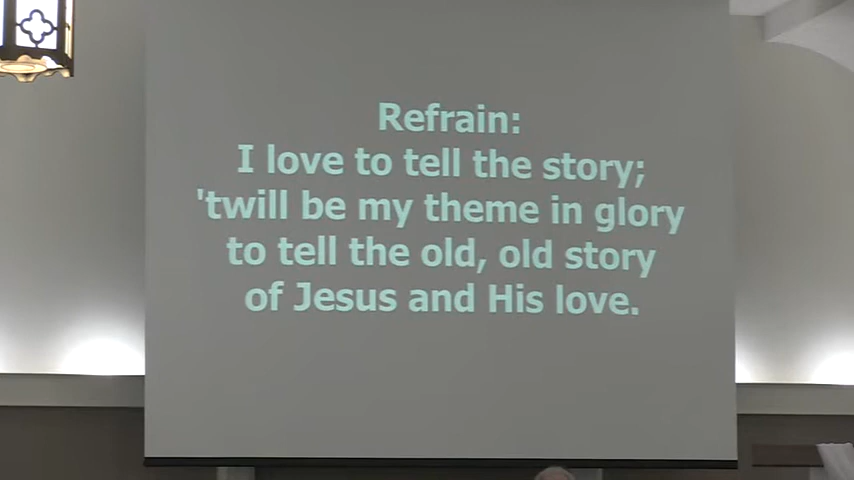 Refrain:
I love to tell the story;
'twill be my theme in glory
to tell the old, old story
of Jesus and His love.